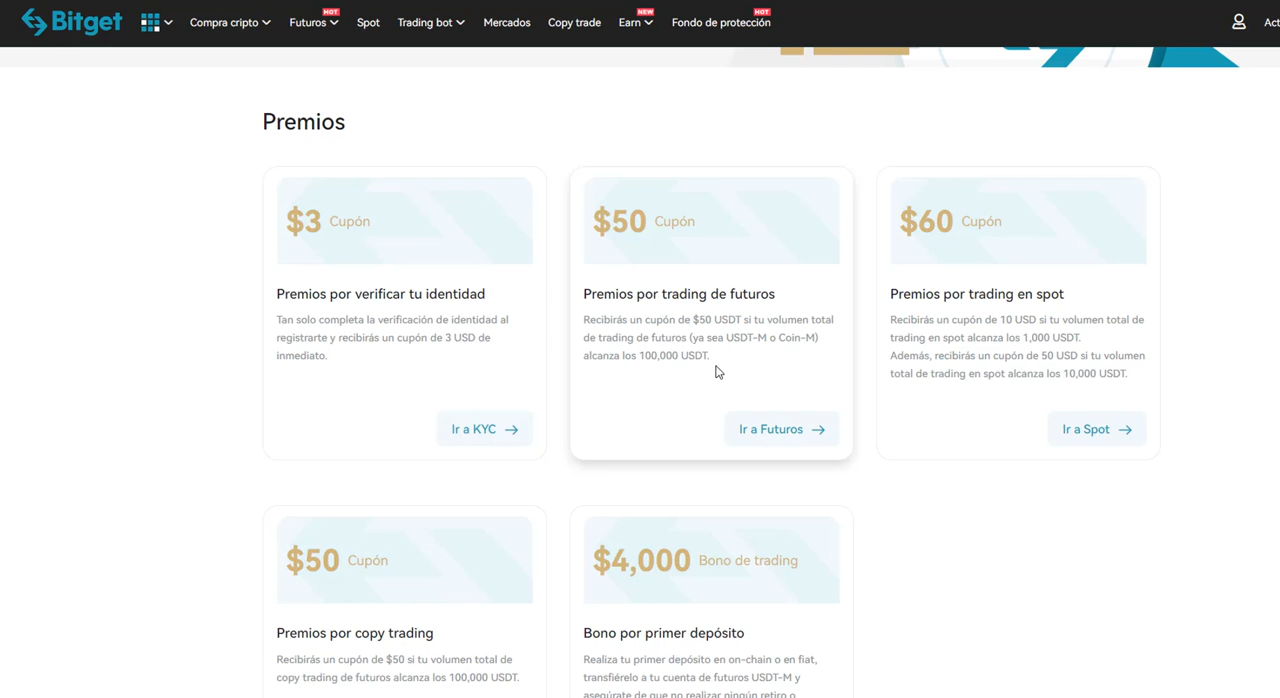 Bitget
Compra cripto
Futuros
HOT
Spot
Trading bot
Mercados
Copy trade
Earn
NEW
Fondo de protección
HOT
Act
Premios
$3 Cupón
Premios por verificar tu identidad
Tan solo completa la verificación de identidad al
registrarte y recibirás un cupón de 3 USD de
inmediato.
Ir a KYC →
$50 Cupón
Premios por trading de futuros
Recibirás un cupón de $50 USDT si tu volumen total
de trading de futuros (ya sea USDT-M o Coin-M)
alcanza los 100,000 USDT.
Ir a Futuros →
$60 Cupón
Premios por trading en spot
Recibirás un cupón de 10 USD si tu volumen total de
trading en spot alcanza los 1,000 USDT.
Además, recibirás un cupón de 50 USD si tu volumen
total de trading en spot alcanza los 10,000 USDT.
Ir a Spot →
$50 Cupón
Premios por copy trading
Recibirás un cupón de $50 si tu volumen total de
copy trading de futuros alcanza los 100,000 USDT.
$4,000 Bono de trading
Bono por primer depósito
Realiza tu primer depósito en on-chain o en fiat,
transfiérelo a tu cuenta de futuros USDT-M y
asegúrate de que no realizar ningún retiro o